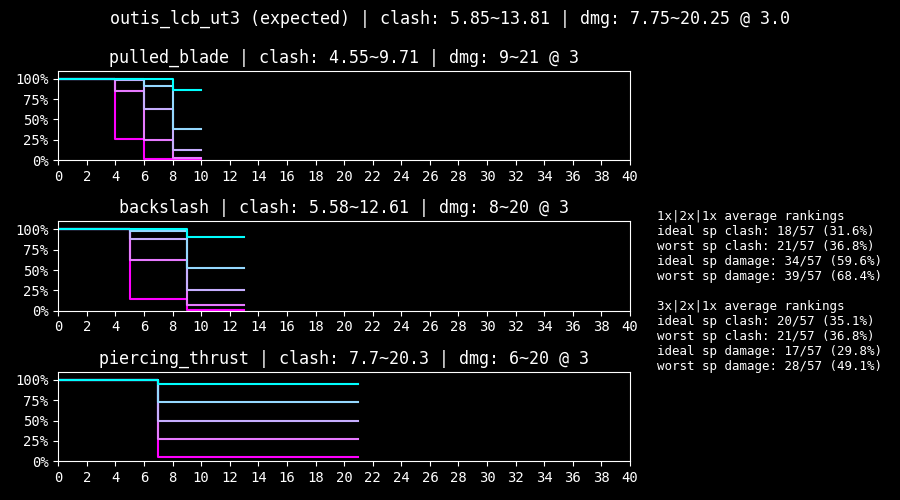 outis_lcb_ut3 (expected) | clash: 5.85~13.81 | dmg: 7.75~20.25 @ 3.0
pulled_blade | clash: 4.55~9.71 | dmg: 9~21 @ 3
100%
75%
50%
25%
0%
0 2 4 6 8 10 12 14 16 18 20 22 24 26 28 30 32 34 36 38 40
backslash | clash: 5.58~12.61 | dmg: 8~20 @ 3
100%
75%
50%
25%
0%
0 2 4 6 8 10 12 14 16 18 20 22 24 26 28 30 32 34 36 38 40
piercing_thrust | clash: 7.7~20.3 | dmg: 6~20 @ 3
100%
75%
50%
25%
0%
0 2 4 6 8 10 12 14 16 18 20 22 24 26 28 30 32 34 36 38 40
1x|2x|1x average rankings
ideal sp clash: 18/57 (31.6%)
worst sp clash: 21/57 (36.8%)
ideal sp damage: 34/57 (59.6%)
worst sp damage: 39/57 (68.4%)
3x|2x|1x average rankings
ideal sp clash: 20/57 (35.1%)
worst sp clash: 21/57 (36.8%)
ideal sp damage: 17/57 (29.8%)
worst sp damage: 28/57 (49.1%)